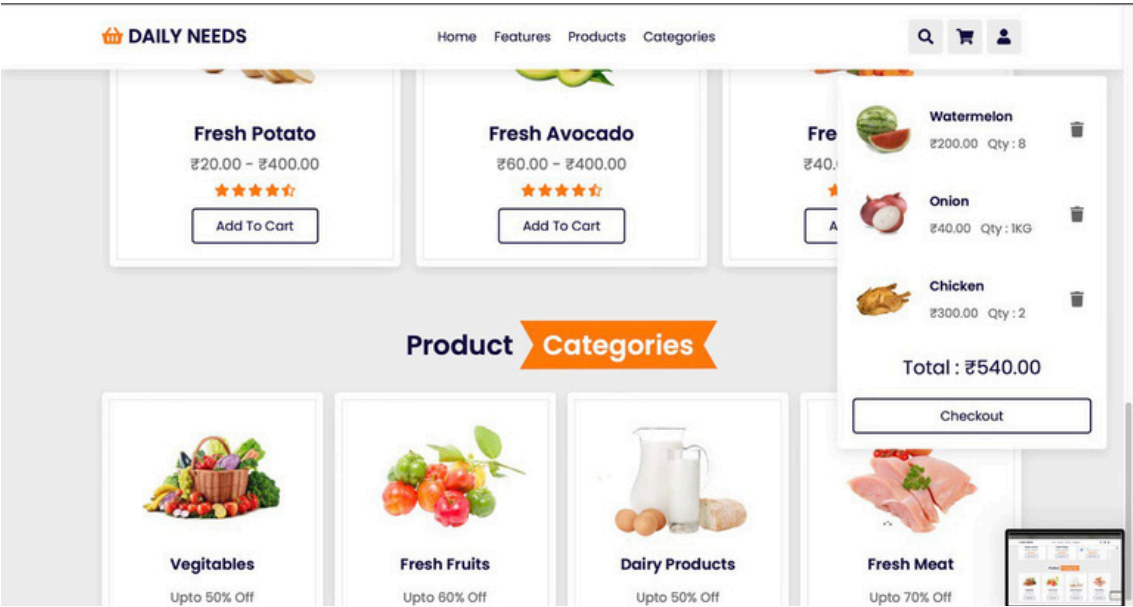 DAILY NEEDS
Home Features Products Categories
Fresh Potato
₹20.00 - ₹400.00
Add To Cart
Fresh Avocado
₹60.00 - ₹400.00
Add To Cart
Fre
₹40.
A
Watermelon
₹200.00 Qty : 8
Onion
₹40.00 Qty : 1KG
Chicken
₹300.00 Qty : 2
Total : ₹540.00
Checkout
Product Categories
Vegitables
Upto 50% Off
Fresh Fruits
Upto 60% Off
Dairy Products
Upto 50% Off
Fresh Meat
Upto 70% Off